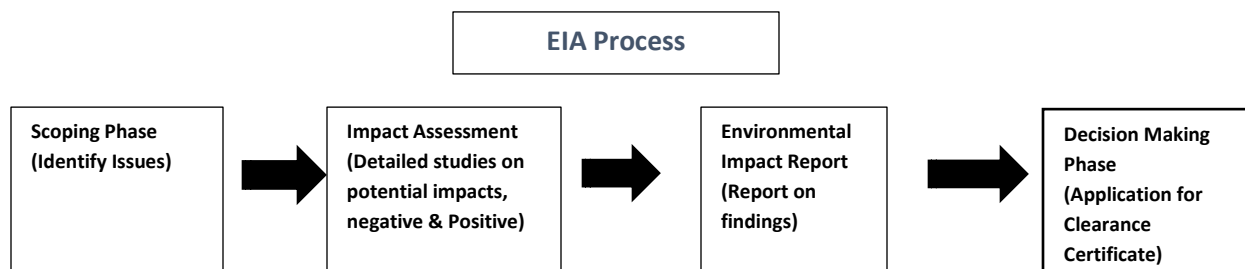 EIA Process
Scoping Phase
(Identify Issues)
Impact Assessment
(Detailed studies on
potential impacts,
negative & Positive)
Environmental
Impact Report
(Report on
findings)
Decision Making
Phase
(Application for
Clearance
Certificate)